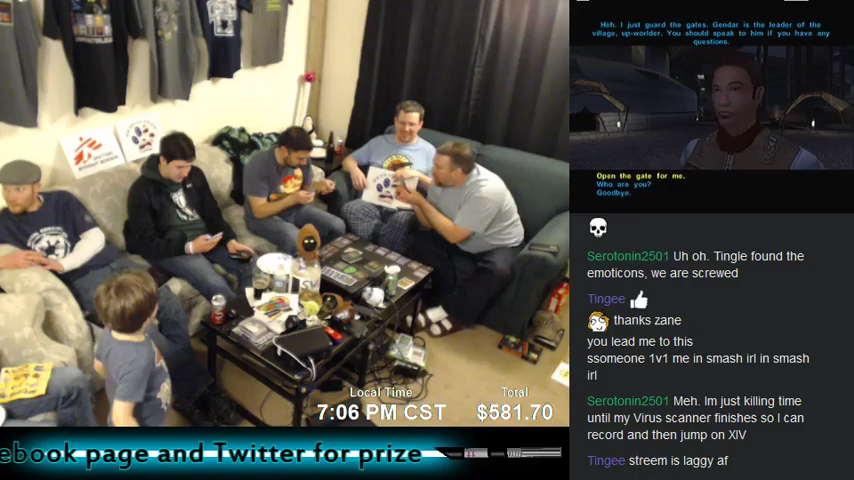 Heh. I just guard the gates. Gendar is the leader of the
village, up-worlder. You should speak to him if you have any
questions.
Open the gate for me.
Who are you?
Goodbye.
Serotonin2501 Uh oh. Tingle found the
emoticons, we are screwed
Tingee
thanks zane
you lead me to this
ssomeone 1v1 me in smash irl in smash
irl
Serotonin2501 Meh. Im just killing time
until my Virus scanner finishes so I can
record and then jump on XIV
Tingee streem is laggy af
Local Time
7:06 PM CST
Total
$581.70
ebook page and Twitter for prize